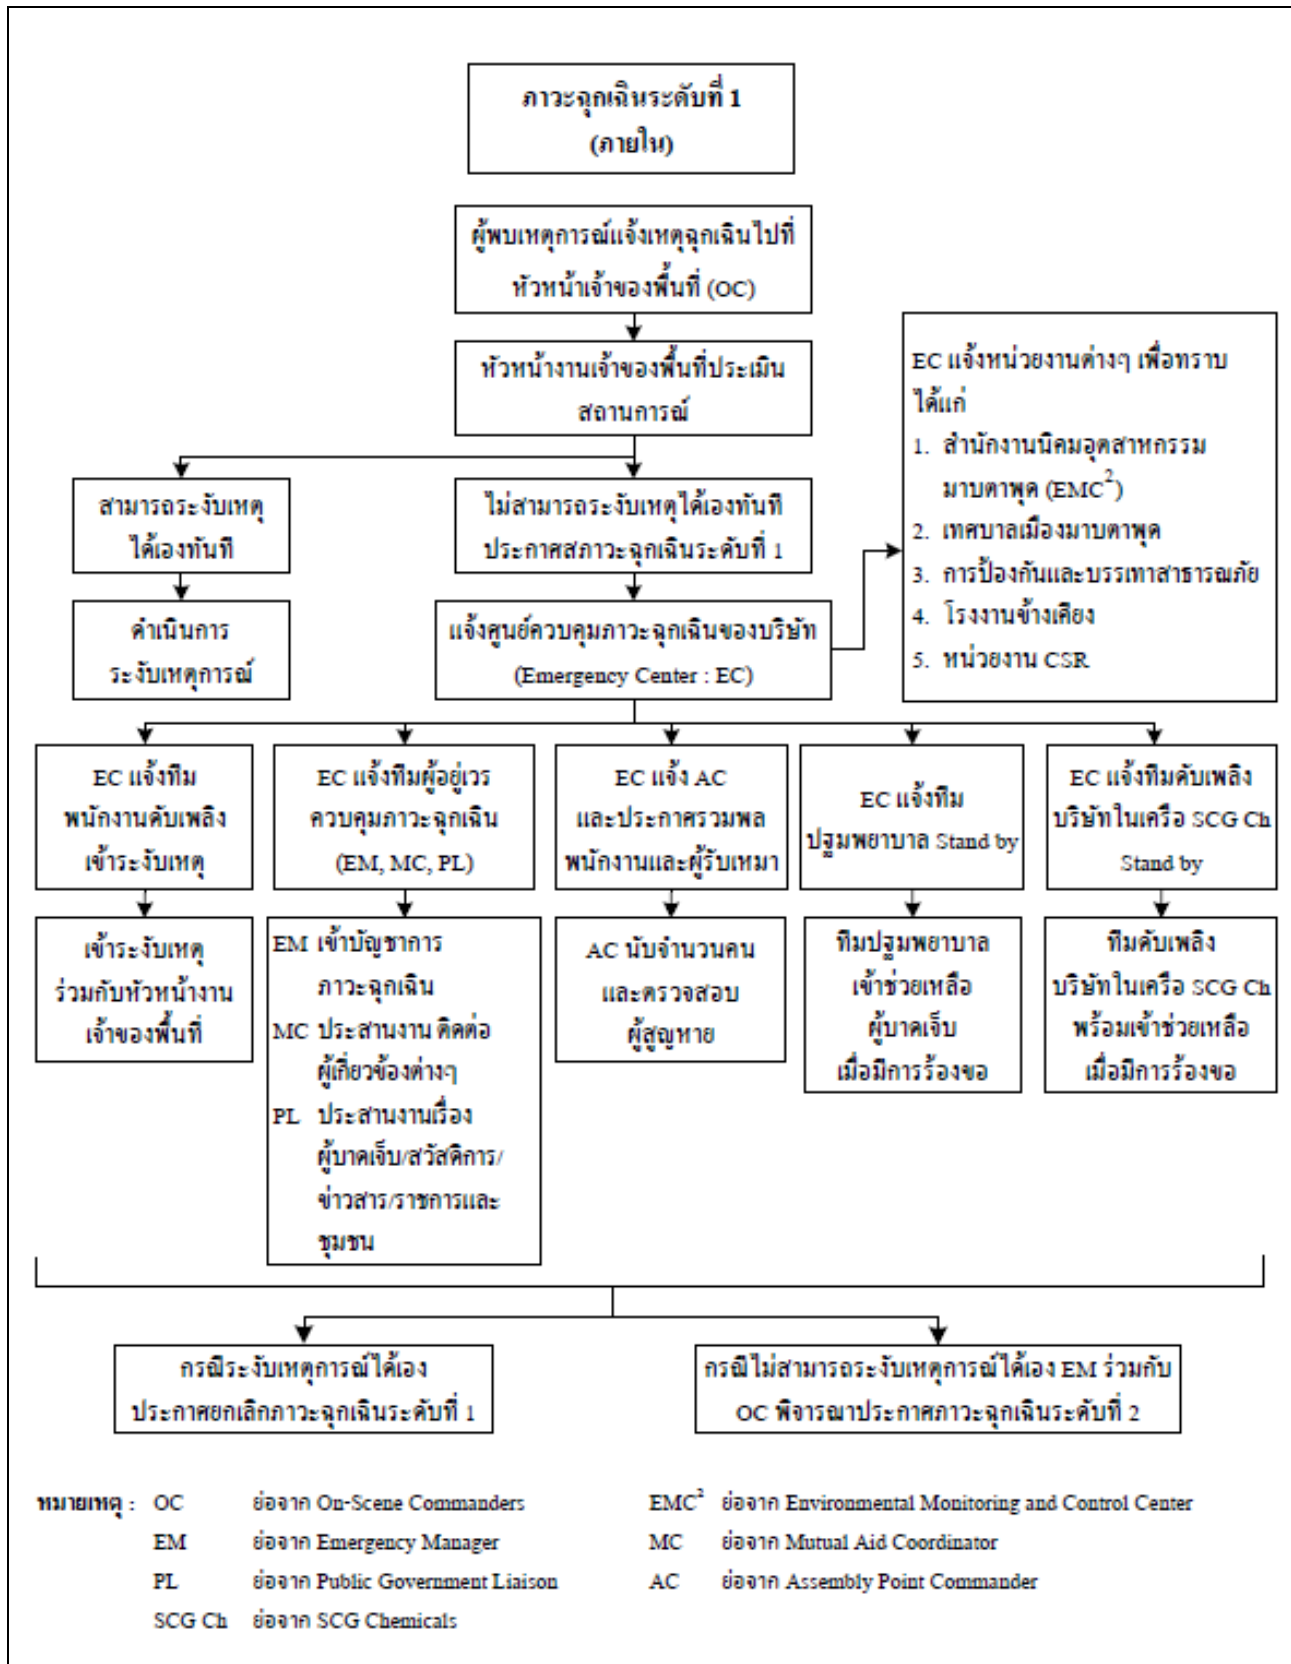 ภาวะฉุกเฉินระดับที่ 1
(ภายใน)
ผู้พบเหตุการณ์แจ้งเหตุฉุกเฉินไปที่
หัวหน้าเจ้าของพื้นที่ (OC)
หัวหน้างานเจ้าของพื้นที่ประเมิน
สถานการณ์
EC แจ้งหน่วยงานต่างๆ เพื่อทราบ
ได้แก่
1. สำนักงานนิคมอุตสาหกรรม
มาบตาพุด (EMC²)
2. เทศบาลเมืองมาบตาพุด
3. การป้องกันและบรรเทาสาธารณภัย
4. โรงงานข้างเคียง
5. หน่วยงาน CSR
สามารถระงับเหตุ
ได้เองทันที
ไม่สามารถระงับเหตุได้เองทันที
ประกาศสภาวะฉุกเฉินระดับที่ 1
ดำเนินการ
ระงับเหตุการณ์
แจ้งศูนย์ควบคุมภาวะฉุกเฉินของบริษัท
(Emergency Center : EC)
EC แจ้งทีม
พนักงานดับเพลิง
เข้าระงับเหตุ
EC แจ้งทีมผู้อยู่เวร
ควบคุมภาวะฉุกเฉิน
(EM, MC, PL)
EC แจ้ง AC
และประกาศรวมพล
พนักงานและผู้รับเหมา
EC แจ้งทีม
ปฐมพยาบาล Stand by
EC แจ้งทีมดับเพลิง
บริษัทในเครือ SCG Ch
Stand by
เข้าระงับเหตุ
ร่วมกับหัวหน้างาน
เจ้าของพื้นที่
EM เข้าบัญชาการ
ภาวะฉุกเฉิน
MC ประสานงาน ติดต่อ
ผู้เกี่ยวข้องต่างๆ
PL ประสานงานเรื่อง
ผู้บาดเจ็บ/สวัสดิการ/
ข่าวสาร/ราชการและ
ชุมชน
AC นับจำนวนคน
และตรวจสอบ
ผู้สูญหาย
ทีมปฐมพยาบาล
เข้าช่วยเหลือ
ผู้บาดเจ็บ
เมื่อมีการร้องขอ
ทีมดับเพลิง
บริษัทในเครือ SCG Ch
พร้อมเข้าช่วยเหลือ
เมื่อมีการร้องขอ
กรณีระงับเหตุการณ์ได้เอง
ประกาศยกเลิกภาวะฉุกเฉินระดับที่ 1
กรณีไม่สามารถระงับเหตุการณ์ได้เอง EM ร่วมกับ
OC พิจารณาประกาศภาวะฉุกเฉินระดับที่ 2
หมายเหตุ : OC ย่อจาก On-Scene Commanders EMC² ย่อจาก Environmental Monitoring and Control Center
EM ย่อจาก Emergency Manager MC ย่อจาก Mutual Aid Coordinator
PL ย่อจาก Public Government Liaison AC ย่อจาก Assembly Point Commander
SCG Ch ย่อจาก SCG Chemicals